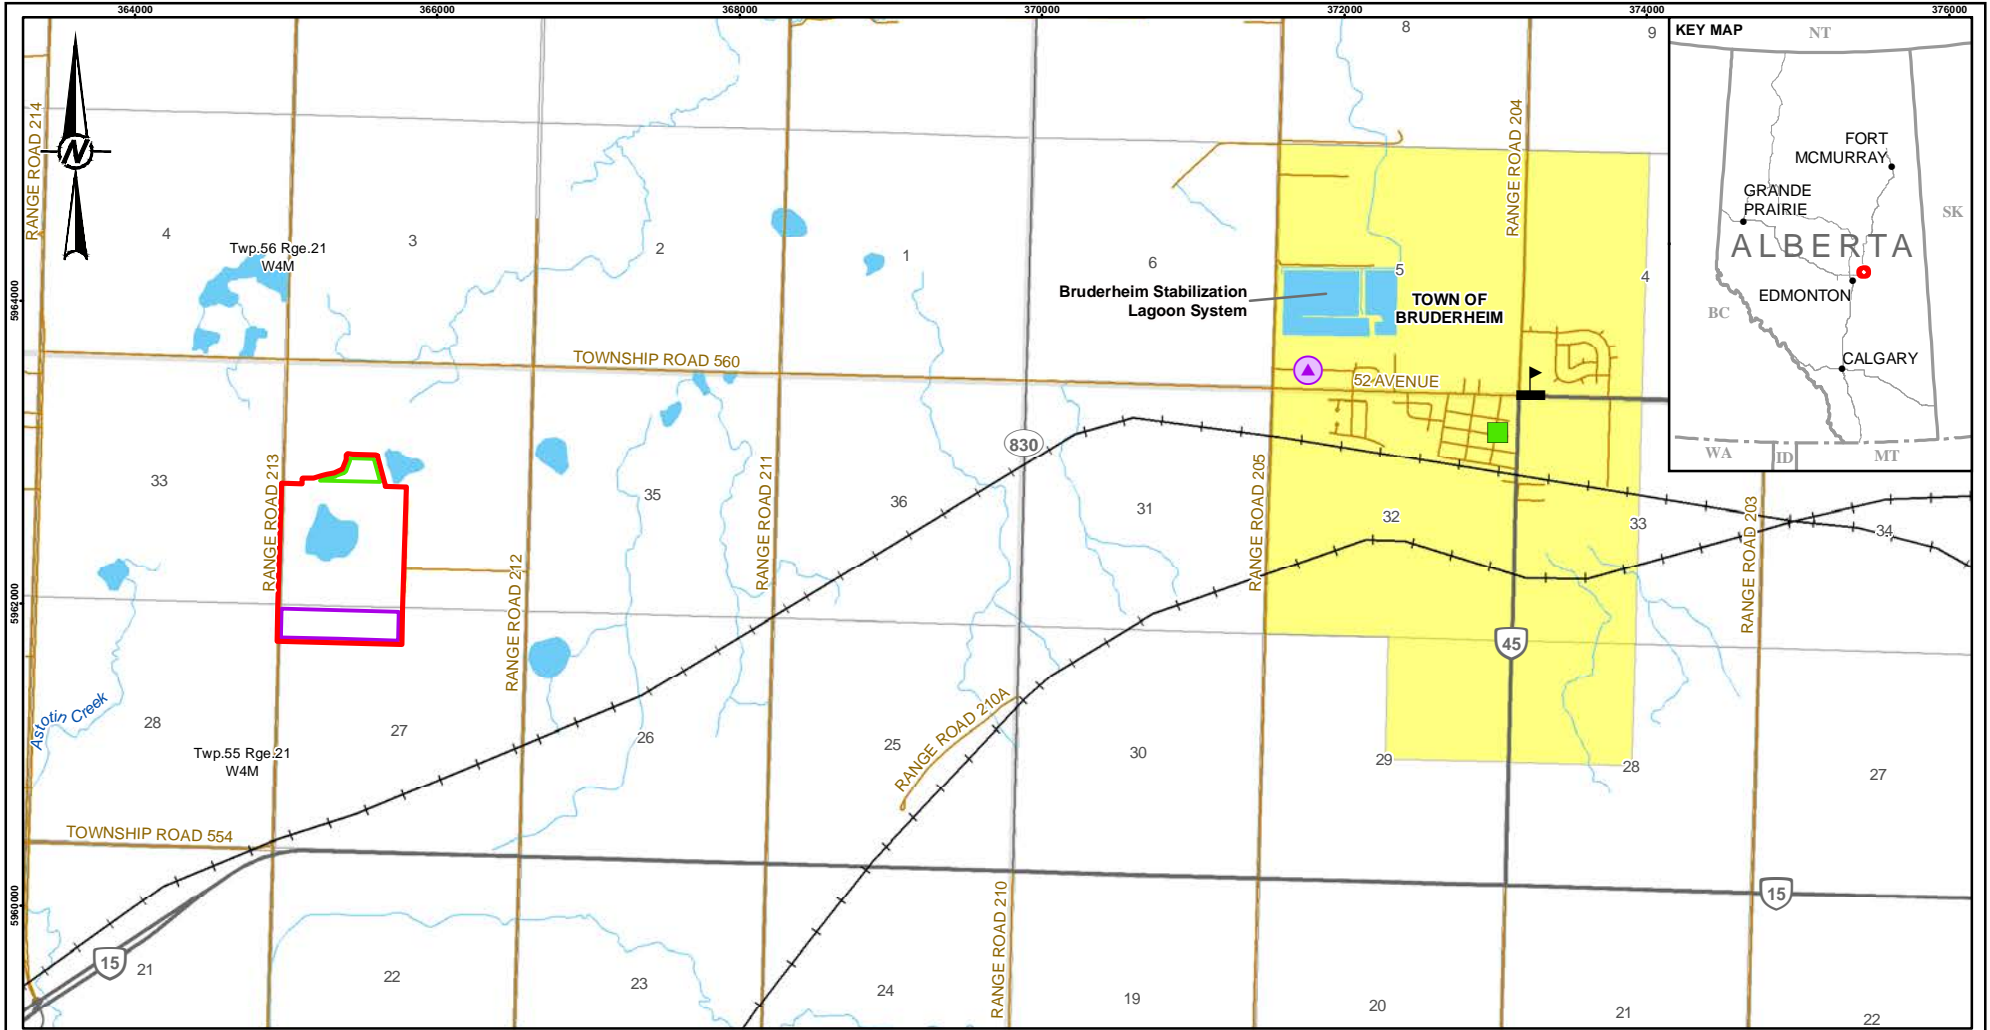 364000
366000
368000
370000
372000
374000
376000
8
9
KEY MAP
NT
FORT
MCMURRAY
GRANDE
PRAIRIE
SK
ALBERTA
EDMONTON
BC
CALGARY
WA
ID
MT
N
RANGE ROAD 214
RANGE ROAD 204
4
Twp.56 Rge.21
W4M
3
2
1
6
5
4
5964000
Bruderheim Stabilization
Lagoon System
TOWN OF
BRUDERHEIM
TOWNSHIP ROAD 560
52 AVENUE
830
33
RANGE ROAD 213
35
RANGE ROAD 211
36
31
RANGE ROAD 205
32
33
RANGE ROAD 203
34
RANGE ROAD 212
5962000
45
Astotin Creek
28
27
26
25
RANGE ROAD 210A
30
29
28
27
Twp.55 Rge.21
W4M
TOWNSHIP ROAD 554
5960000
15
RANGE ROAD 210
15
21
22
23
24
19
20
21
22